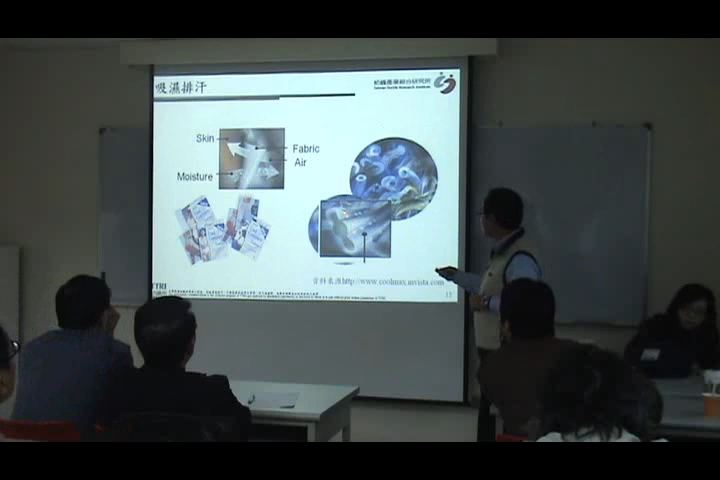 吸濕排汗
紡織產業綜合研究所
Taiwan Textile Research Institute
Skin
Fabric
Air
Moisture
資料來源http://www.coolmax.invista.com
TTRI
13